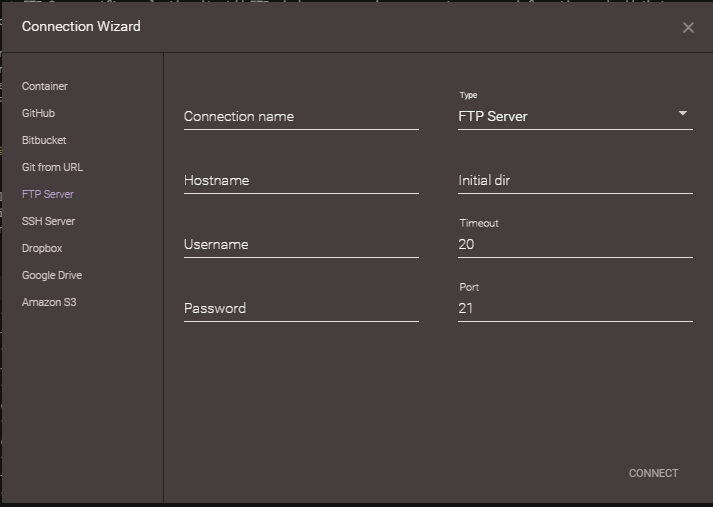 Connection Wizard
Container
GitHub
Bitbucket
Git from URL
FTP Server
SSH Server
Dropbox
Google Drive
Amazon S3
Connection name
Type
FTP Server
Hostname
Initial dir
Username
Timeout
20
Password
Port
21
CONNECT